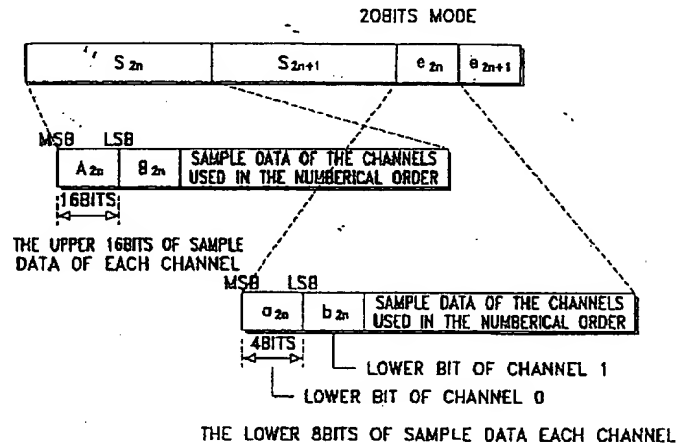 20BITS MODE
S2n S2n+1 e2n e2n+1
MSB LSB
A2n B2n SAMPLE DATA OF THE CHANNELS
USED IN THE NUMBERICAL ORDER
16BITS
THE UPPER 16BITS OF SAMPLE
DATA OF EACH CHANNEL
MSB LSB
a2n b2n SAMPLE DATA OF THE CHANNELS
USED IN THE NUMBERICAL ORDER
4BITS
LOWER BIT OF CHANNEL 1
LOWER BIT OF CHANNEL 0
THE LOWER 8BITS OF SAMPLE DATA EACH CHANNEL